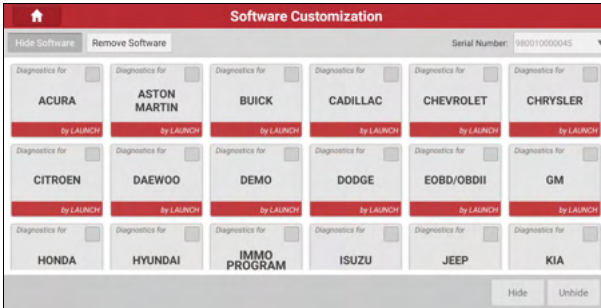 Software Customization
Hide Software Remove Software Serial Number: 980010000045
Diagnostics for Diagnostics for Diagnostics for Diagnostics for Diagnostics for Diagnostics for
ACURA ASTON MARTIN BUICK CADILLAC CHEVROLET CHRYSLER
by LAUNCH by LAUNCH by LAUNCH by LAUNCH by LAUNCH by LAUNCH
Diagnostics for Diagnostics for Diagnostics for Diagnostics for Diagnostics for Diagnostics for
CITROEN DAEWOO DEMO DODGE EOBD/OBDII GM
by LAUNCH by LAUNCH by LAUNCH by LAUNCH by LAUNCH by LAUNCH
Diagnostics for Diagnostics for Diagnostics for Diagnostics for Diagnostics for Diagnostics for
HONDA HYUNDAI IMMO PROGRAM ISUZU JEEP KIA
Hide Unhide